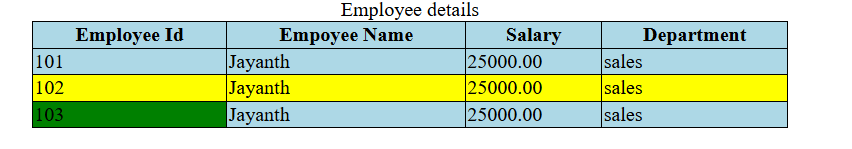 Employee details
Employee Id Empoyee Name Salary Department
101 Jayanth 25000.00 sales
102 Jayanth 25000.00 sales
103 Jayanth 25000.00 sales